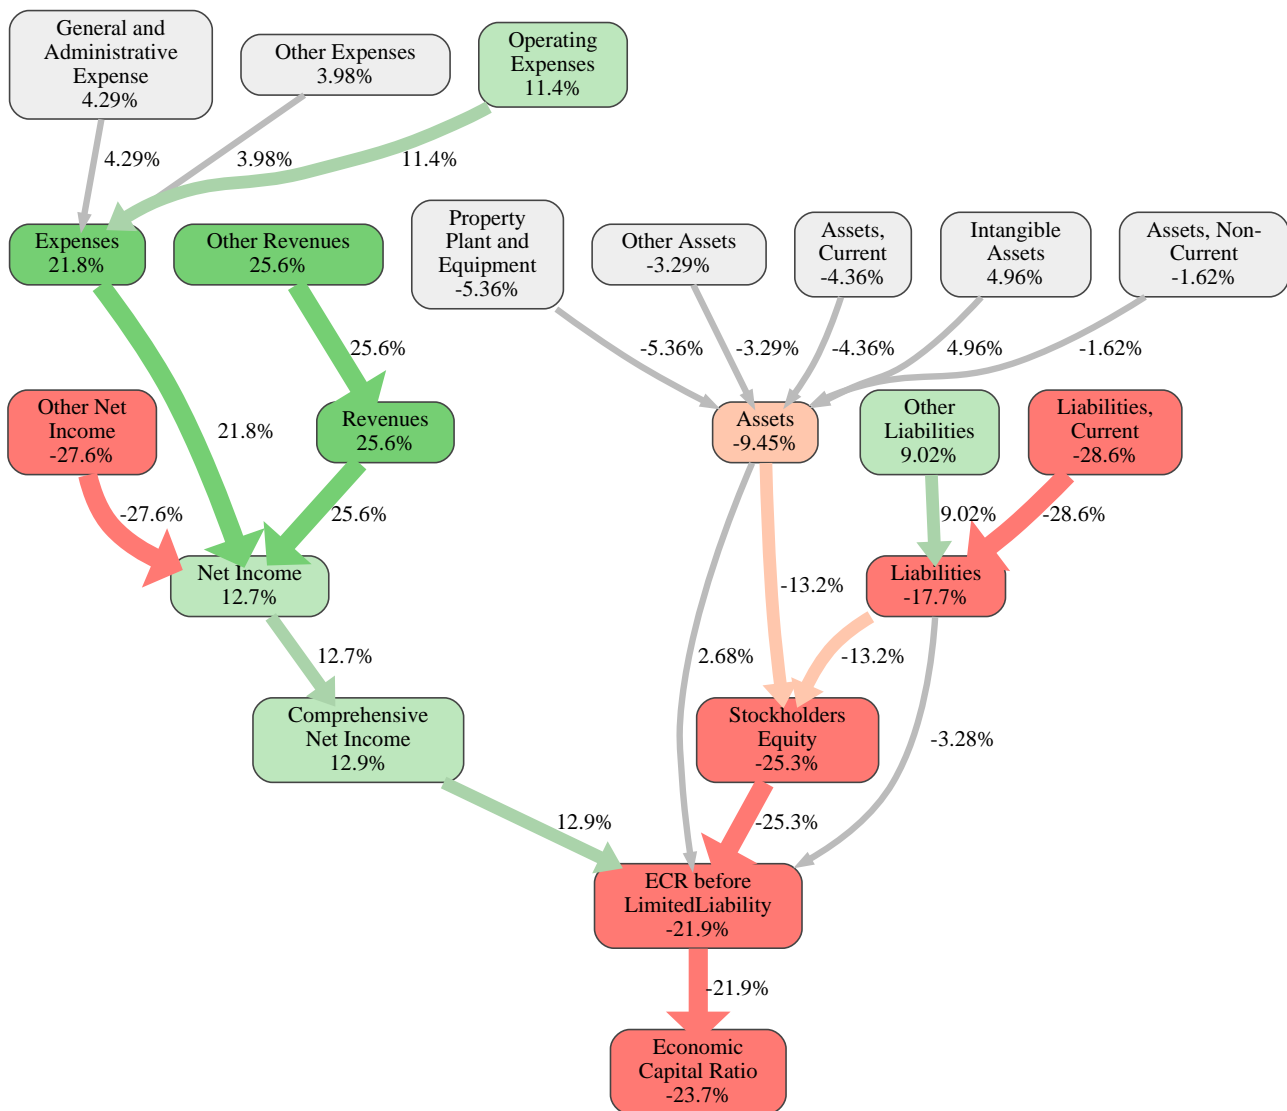 General and
Administrative
Expense
4.29%
Other Expenses
3.98%
Operating
Expenses
11.4%
4.29%
3.98%
11.4%
Expenses
21.8%
Other Revenues
25.6%
Property
Plant and
Equipment
-5.36%
Other Assets
-3.29%
Assets,
Current
-4.36%
Intangible
Assets
4.96%
Assets, Non-
Current
-1.62%
25.6%
-5.36%
-3.29%
-4.36%
4.96%
-1.62%
Other Net
Income
-27.6%
21.8%
Revenues
25.6%
Assets
-9.45%
Other
Liabilities
9.02%
Liabilities,
Current
-28.6%
-27.6%
25.6%
9.02%
-28.6%
Net Income
12.7%
-13.2%
Liabilities
-17.7%
12.7%
2.68%
-13.2%
Comprehensive
Net Income
12.9%
Stockholders
Equity
-25.3%
-3.28%
12.9%
-25.3%
ECR before
LimitedLiability
-21.9%
-21.9%
Economic
Capital Ratio
-23.7%